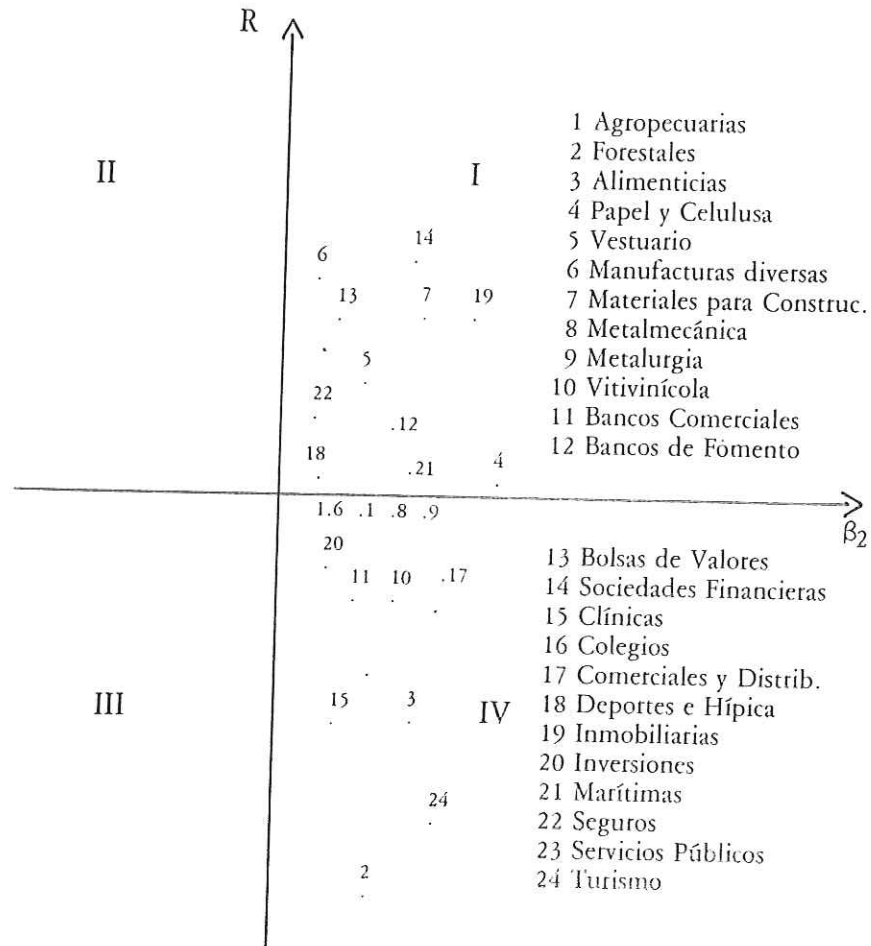 R
1 Agropecuarias
II
2 Forestales
I
3 Alimenticias
4 Papel y Celulusa
14
5 Vestuario
6
6 Manufacturas diversas
13 7 19
7 Materiales para Construc.
8 Metalmecánica
5
9 Metalurgia
22
10 Vitivinícola
.12
11 Bancos Comerciales
18
.21
4
12 Bancos de Fomento
1.6 .1 .8 .9
β2
20
13 Bolsas de Valores
11 10 .17
14 Sociedades Financieras
15 Clínicas
16 Colegios
17 Comerciales y Distrib.
III
15 3
IV
18 Deportes e Hípica
19 Inmobiliarias
20 Inversiones
24
21 Marítimas
22 Seguros
23 Servicios Públicos
2
24 Turismo